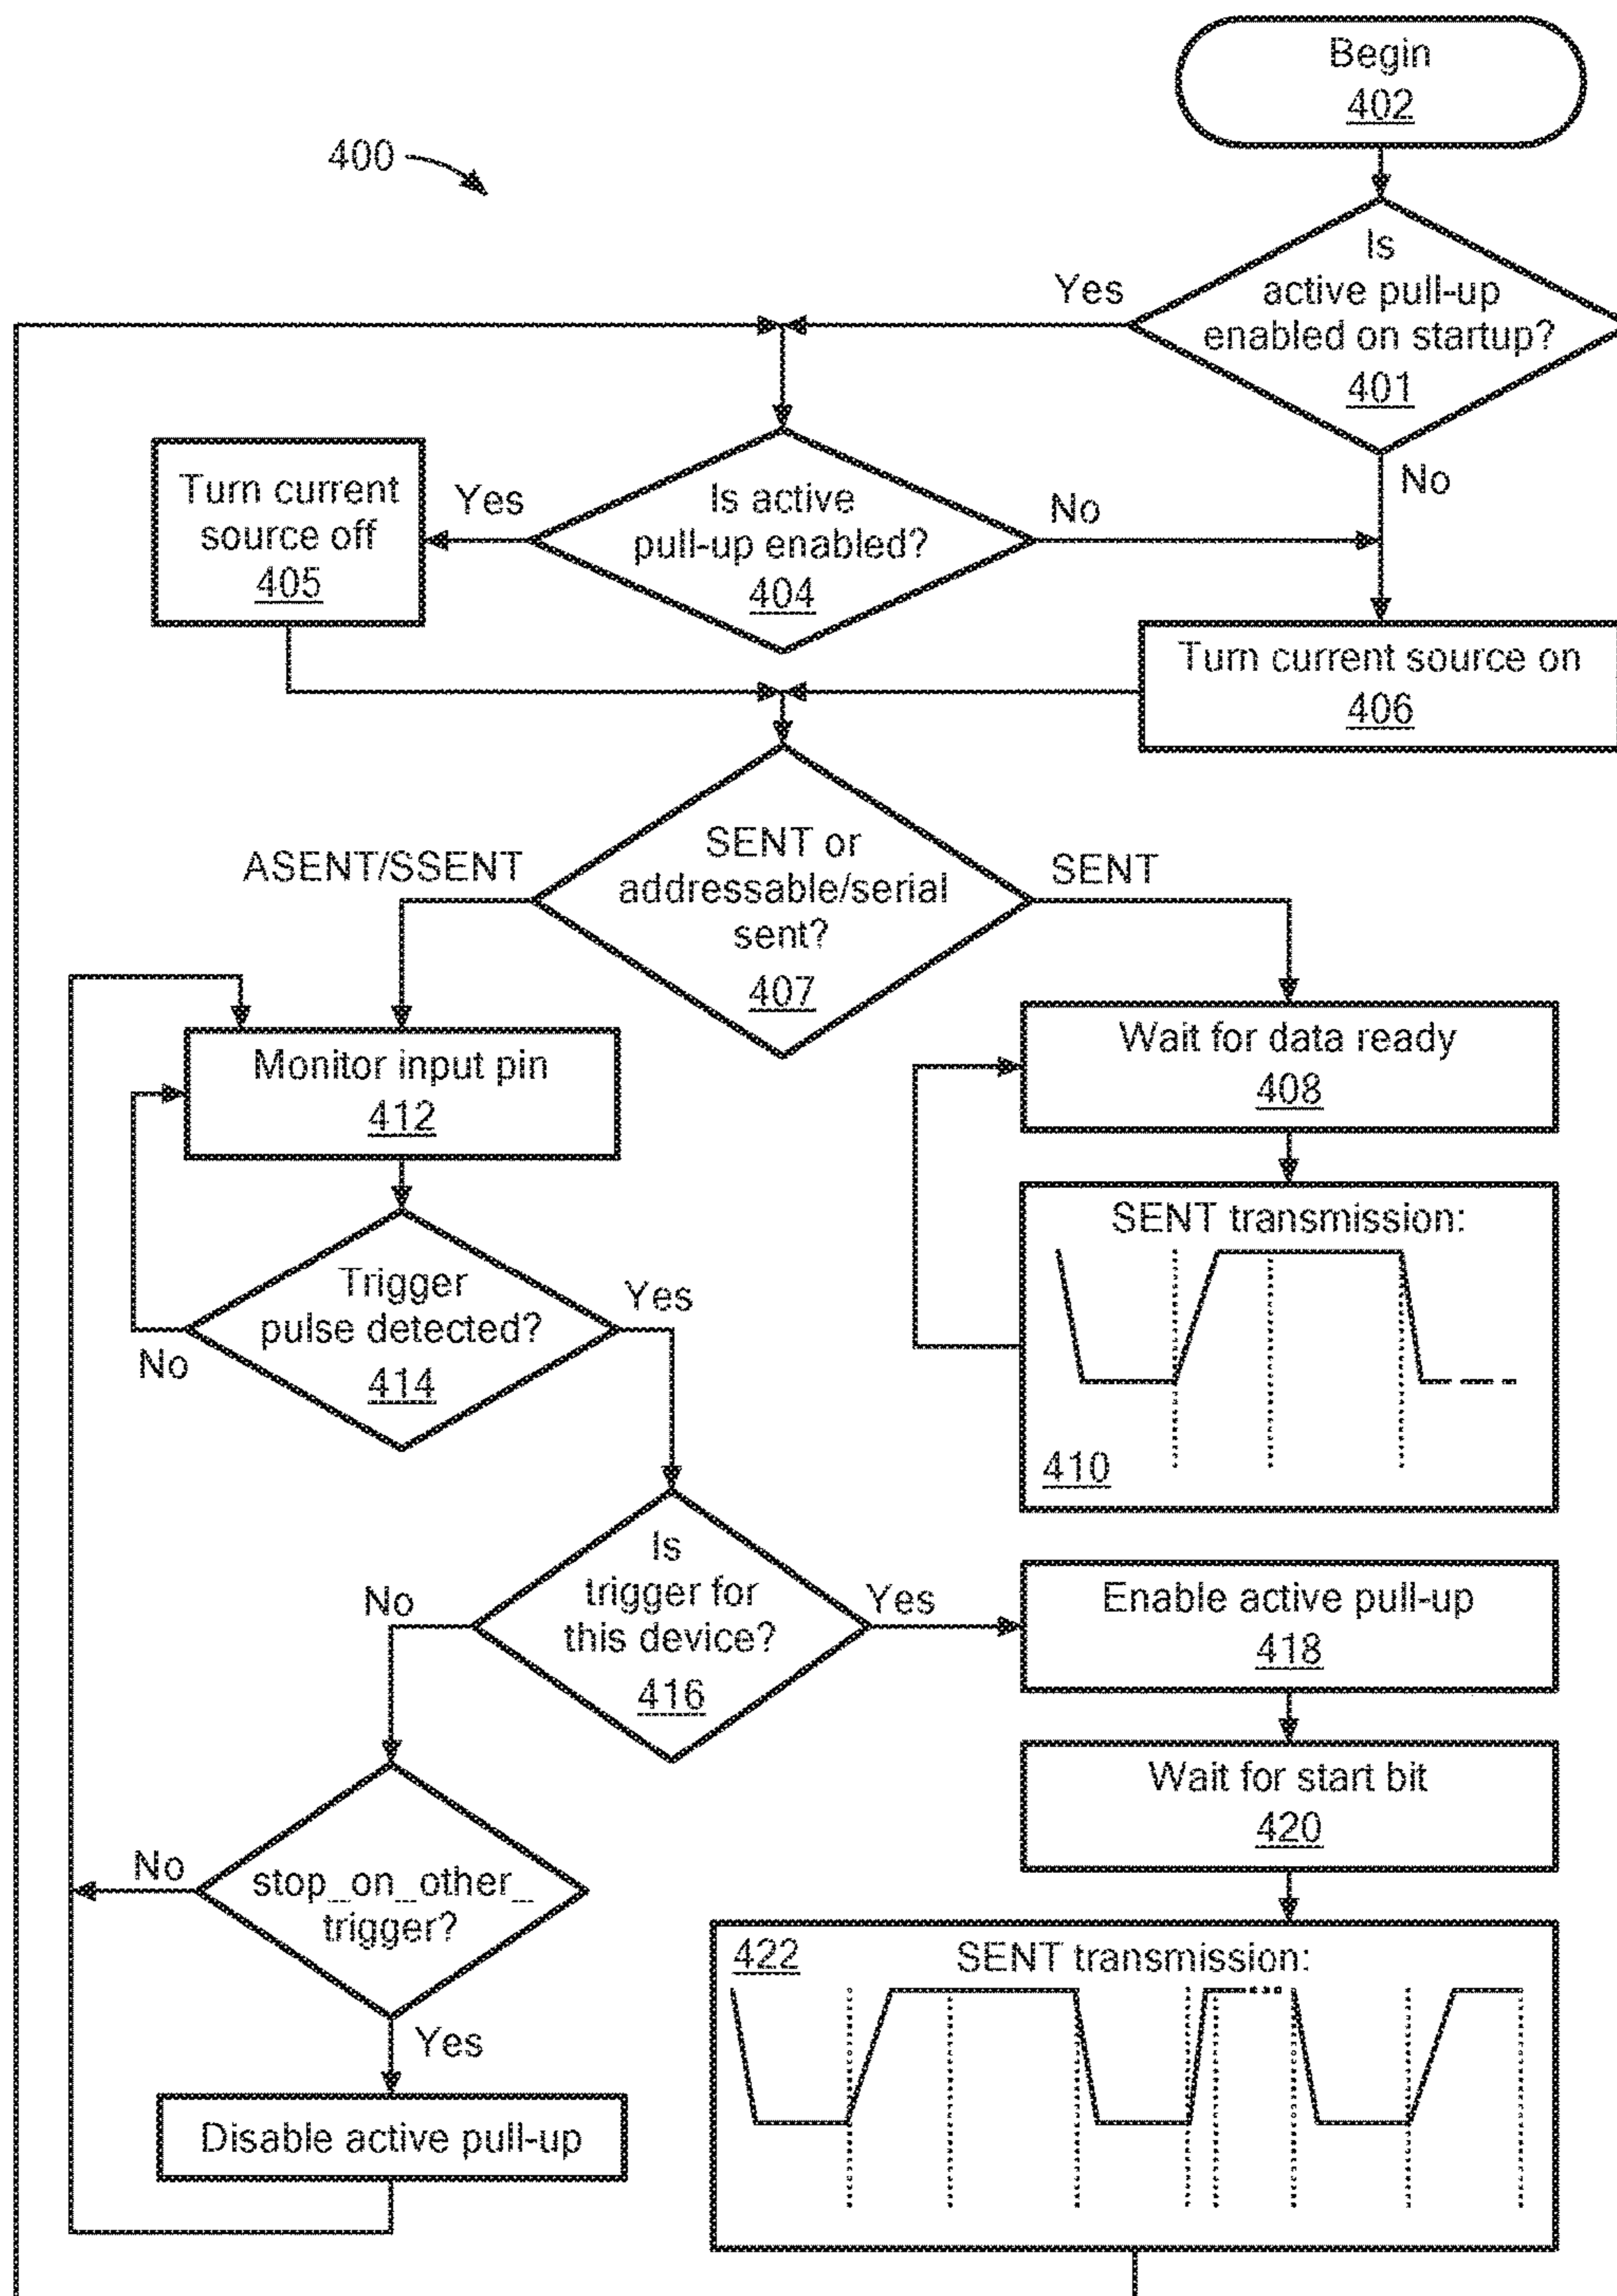 Begin
402
400
Is
active pull-up
enabled on startup?
401
Yes
No
Turn current
source off
405
Yes
Is active
pull-up enabled?
404
No
Turn current source on
406
ASENT/SSENT
SENT or
addressable/serial
sent?
407
SENT
Monitor input pin
412
Wait for data ready
408
Trigger
pulse detected?
414
No
Yes
SENT transmission:
410
Is
trigger for
this device?
416
No
Yes
Enable active pull-up
418
Wait for start bit
420
No
stop_on_other_
trigger?
Yes
Disable active pull-up
422
SENT transmission: